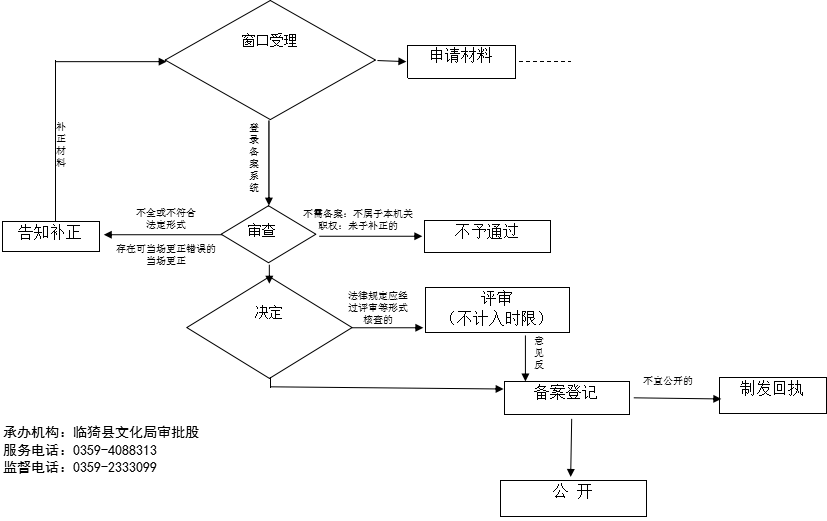 窗口受理
申请材料
补正材料
登录备案系统
不全或不符合
法定形式
告知补正
存在可当场更正错误的
当场更正
审查
不需备案; 不属于本机关
职权; 未予补正的
不予通过
决定
法律规定应经
过评审等形式
核查的
评审
(不计入时限)
意见反
备案登记
不宜公开的
制发回执
公 开
承办机构: 临猗县文化局审批股
服务电话: 0359-4088313
监督电话: 0359-2333099